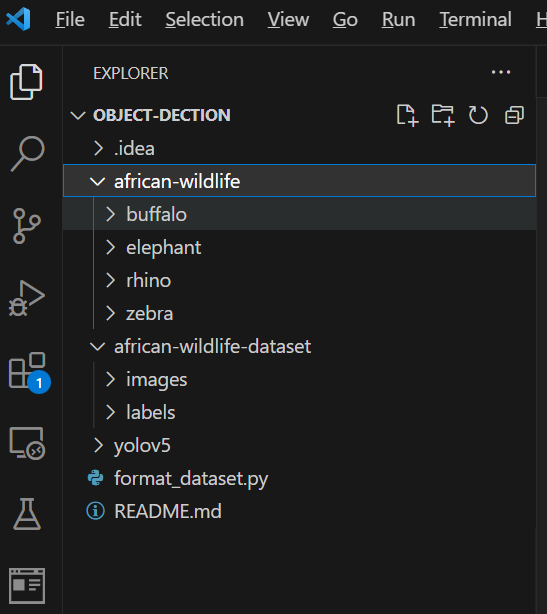 File Edit Selection View Go Run Terminal
EXPLORER
OBJECT-DECTION
.idea
african-wildlife
buffalo
elephant
rhino
zebra
african-wildlife-dataset
images
1
labels
yolov5
format_dataset.py
README.md